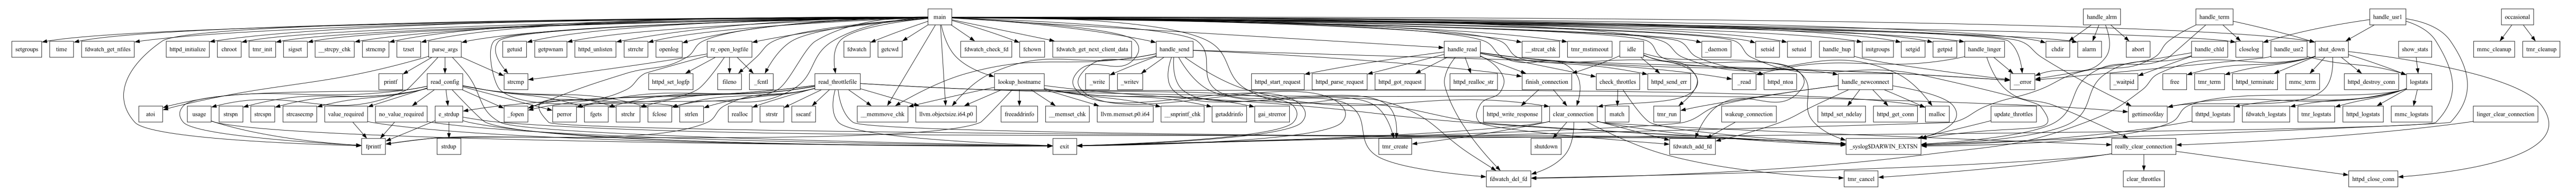 main
handle_alrm
handle_term
handle_usr1
occasional
setgroups
time
fdwatch_get_nfiles
httpd_initialize
chroot
tmr_init
sigset
__strcpy_chk
strncmp
tzset
parse_args
getuid
getpwnam
httpd_unlisten
strrchr
openlog
re_open_logfile
fdwatch
getcwd
fdwatch_check_fd
fchown
fdwatch_get_next_client_data
handle_send
handle_read
__strcat_chk
tmr_mstimeout
idle
_daemon
setsid
setuid
handle_hup
initgroups
setgid
getpid
handle_linger
chdir
alarm
abort
handle_chld
closelog
handle_usr2
shut_down
show_stats
mmc_cleanup
tmr_cleanup
printf
read_config
strcmp
httpd_set_logfp
fileno
_fcntl
read_throttlefile
lookup_hostname
_write
_writev
httpd_start_request
httpd_parse_request
httpd_got_request
httpd_realloc_str
finish_connection
check_throttles
httpd_send_err
_read
httpd_ntoa
handle_newconnect
__error
_waitpid
free
tmr_term
httpd_terminate
mmc_term
httpd_destroy_conn
logstats
atoi
usage
strspn
strcspn
strcasecmp
value_required
no_value_required
e_strdup
_fopen
perror
fgets
strchr
fclose
strlen
realloc
strstr
sscanf
__memmove_chk
llvm.objectsize.i64.p0
freeaddrinfo
__memset_chk
llvm.memset.p0.i64
__snprintf_chk
getaddrinfo
gai_strerror
httpd_write_response
clear_connection
match
tmr_run
wakeup_connection
httpd_set_ndelay
httpd_get_conn
malloc
update_throttles
gettimeofday
thttpd_logstats
fdwatch_logstats
tmr_logstats
httpd_logstats
mmc_logstats
linger_clear_connection
fprintf
strdup
exit
tmr_create
shutdown
fdwatch_add_fd
_syslog$DARWIN_EXTSN
really_clear_connection
fdwatch_del_fd
tmr_cancel
clear_throttles
httpd_close_conn